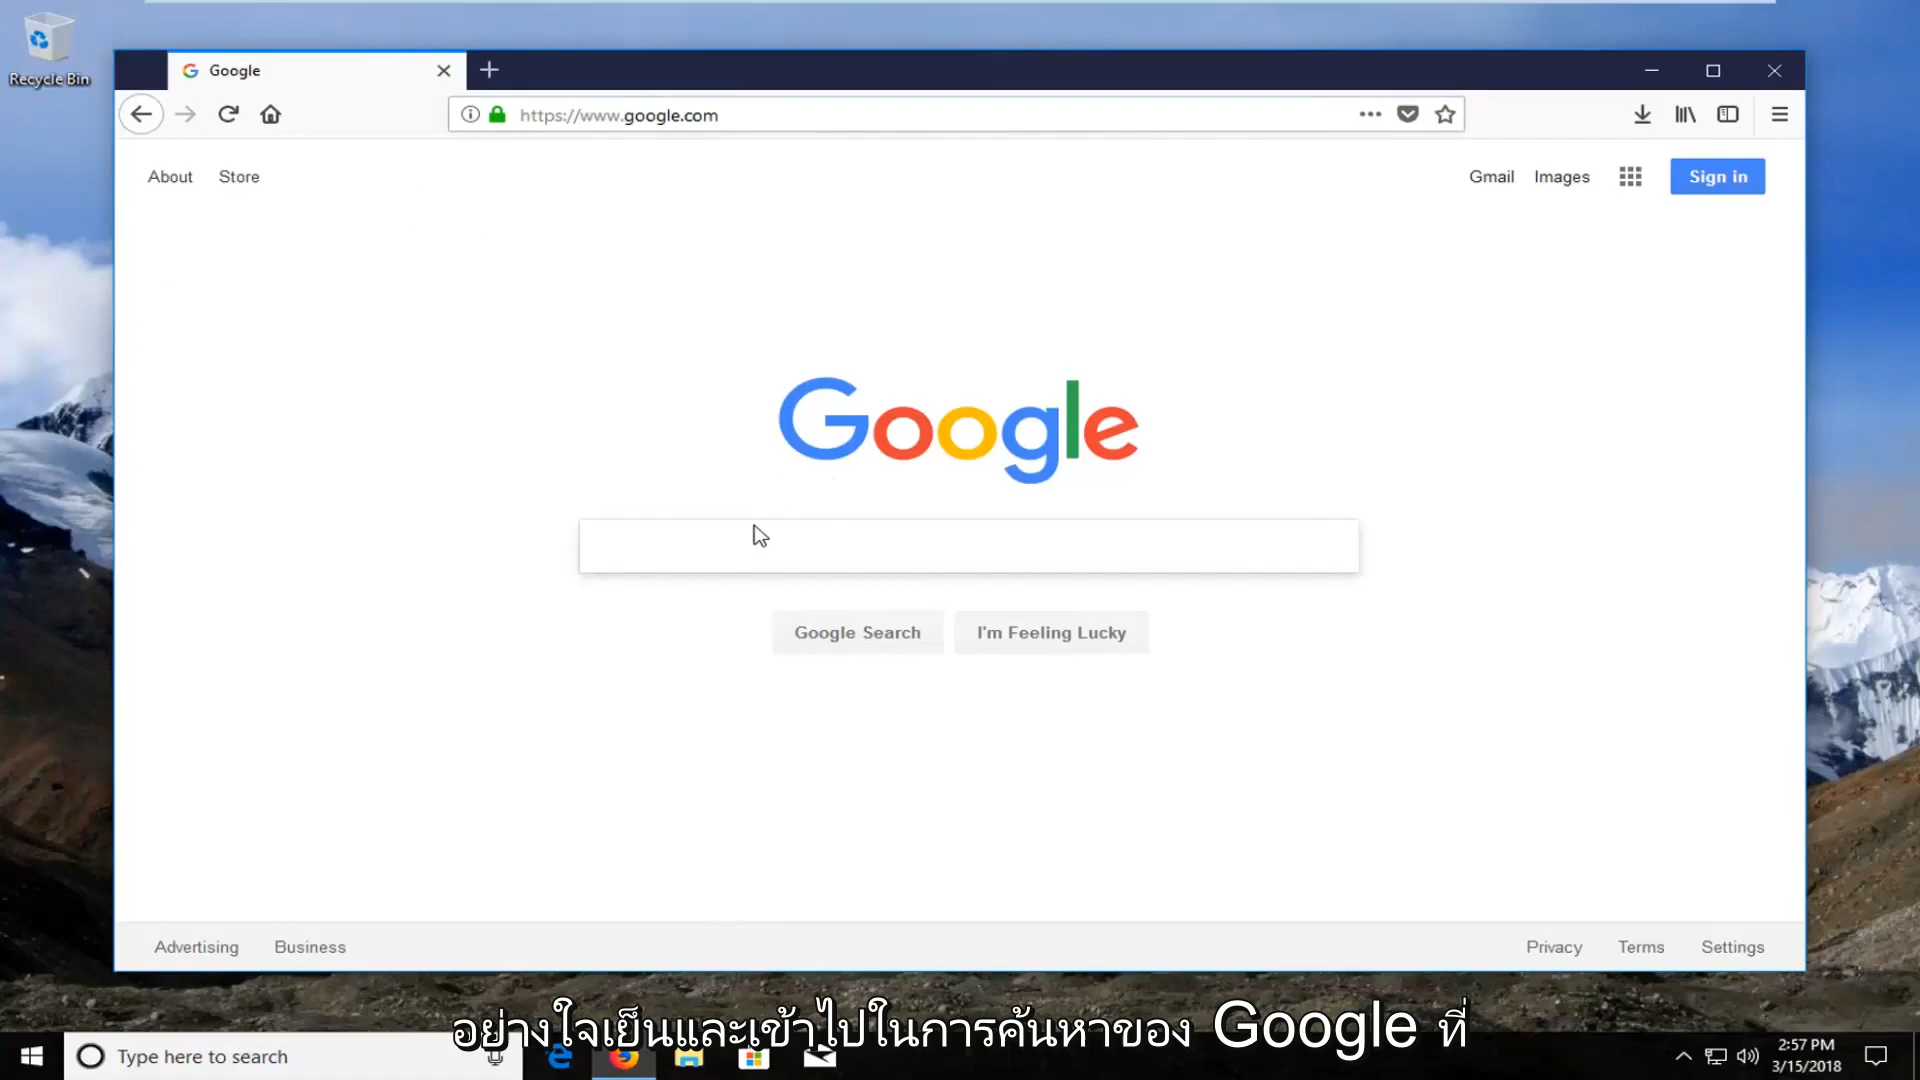 Recycle Bin
Google
https://www.google.com
About Store
Gmail Images Sign in
Google
Google Search I'm Feeling Lucky
Advertising Business
Privacy Terms Settings
อย่างใจเย็นและเข้าไปในการค้นหาของ Google ที่
Type here to search
2:57 PM
3/15/2018